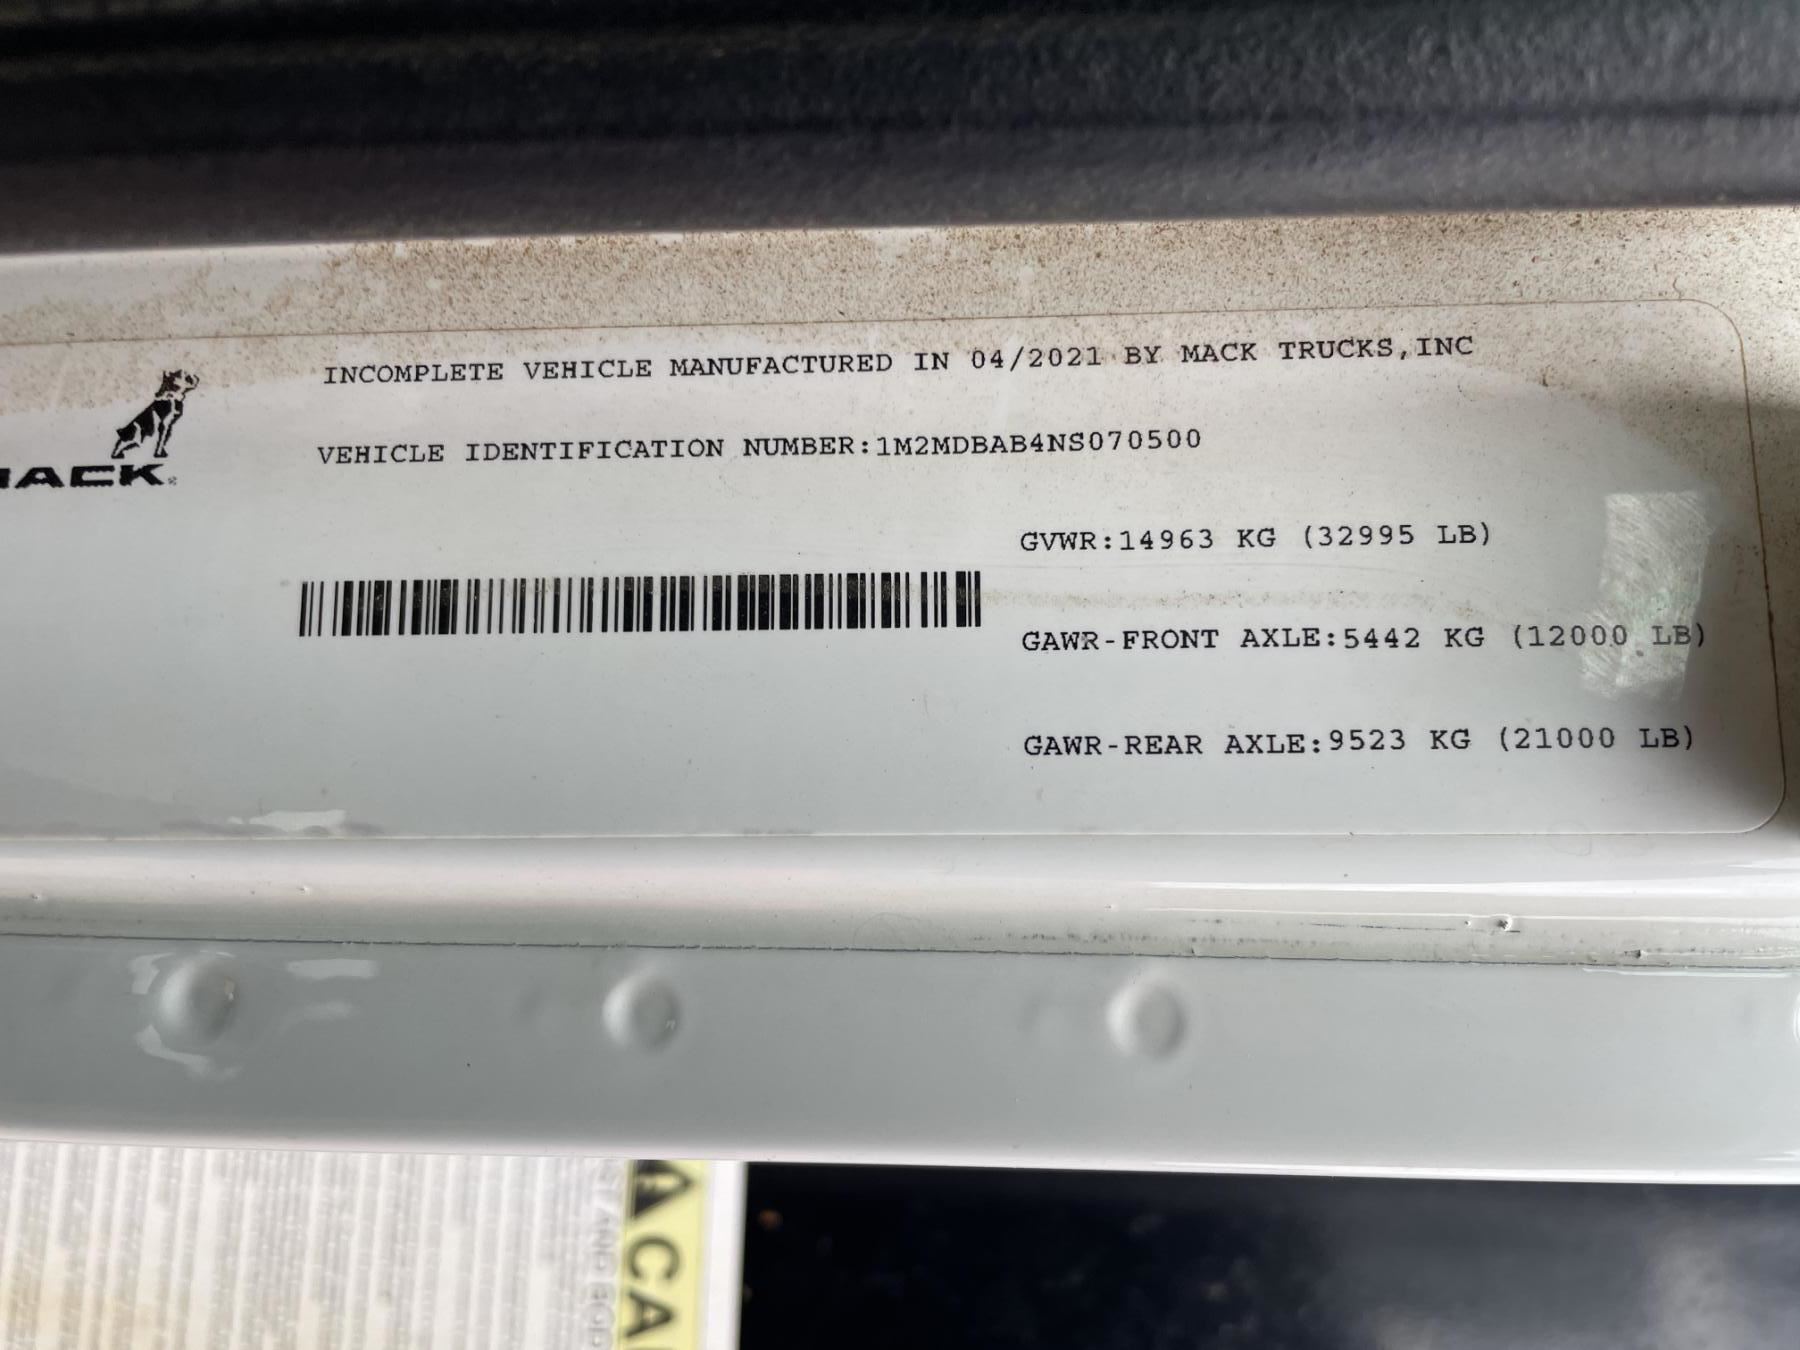 INCOMPLETE VEHICLE MANUFACTURED IN 04/2021 BY MACK TRUCKS,INC
VEHICLE IDENTIFICATION NUMBER:1M2MDBAB4NS070500
MACK
GVWR:14963 KG (32995 LB)
GAWR-FRONT AXLE:5442 KG (12000 LB)
GAWR-REAR AXLE:9523 KG (21000 LB)